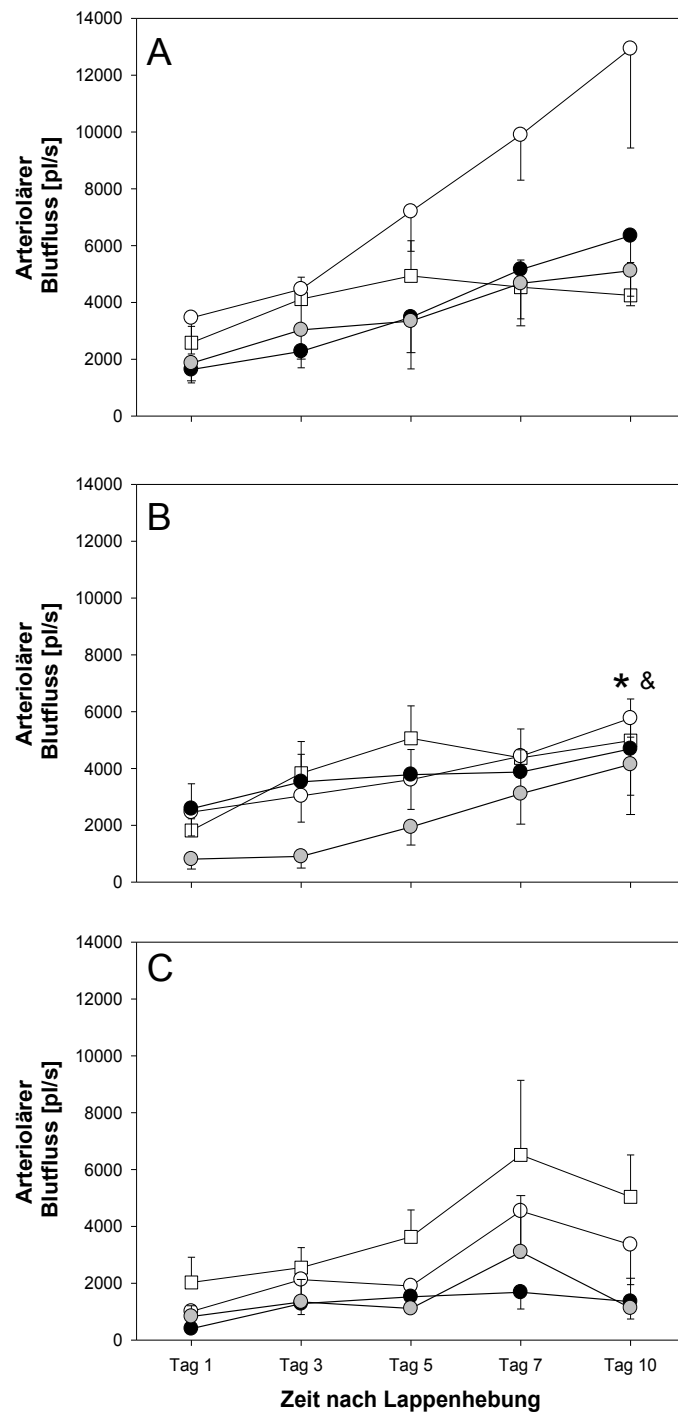 14000
A
12000
10000
8000
6000
4000
2000
0
Arteriolärer
Blutfluss [pl/s]
14000
B
12000
10000
8000
* &
6000
4000
2000
0
Arteriolärer
Blutfluss [pl/s]
14000
C
12000
10000
8000
6000
4000
2000
0
Arteriolärer
Blutfluss [pl/s]
Tag 1 Tag 3 Tag 5 Tag 7 Tag 10
Zeit nach Lappenhebung